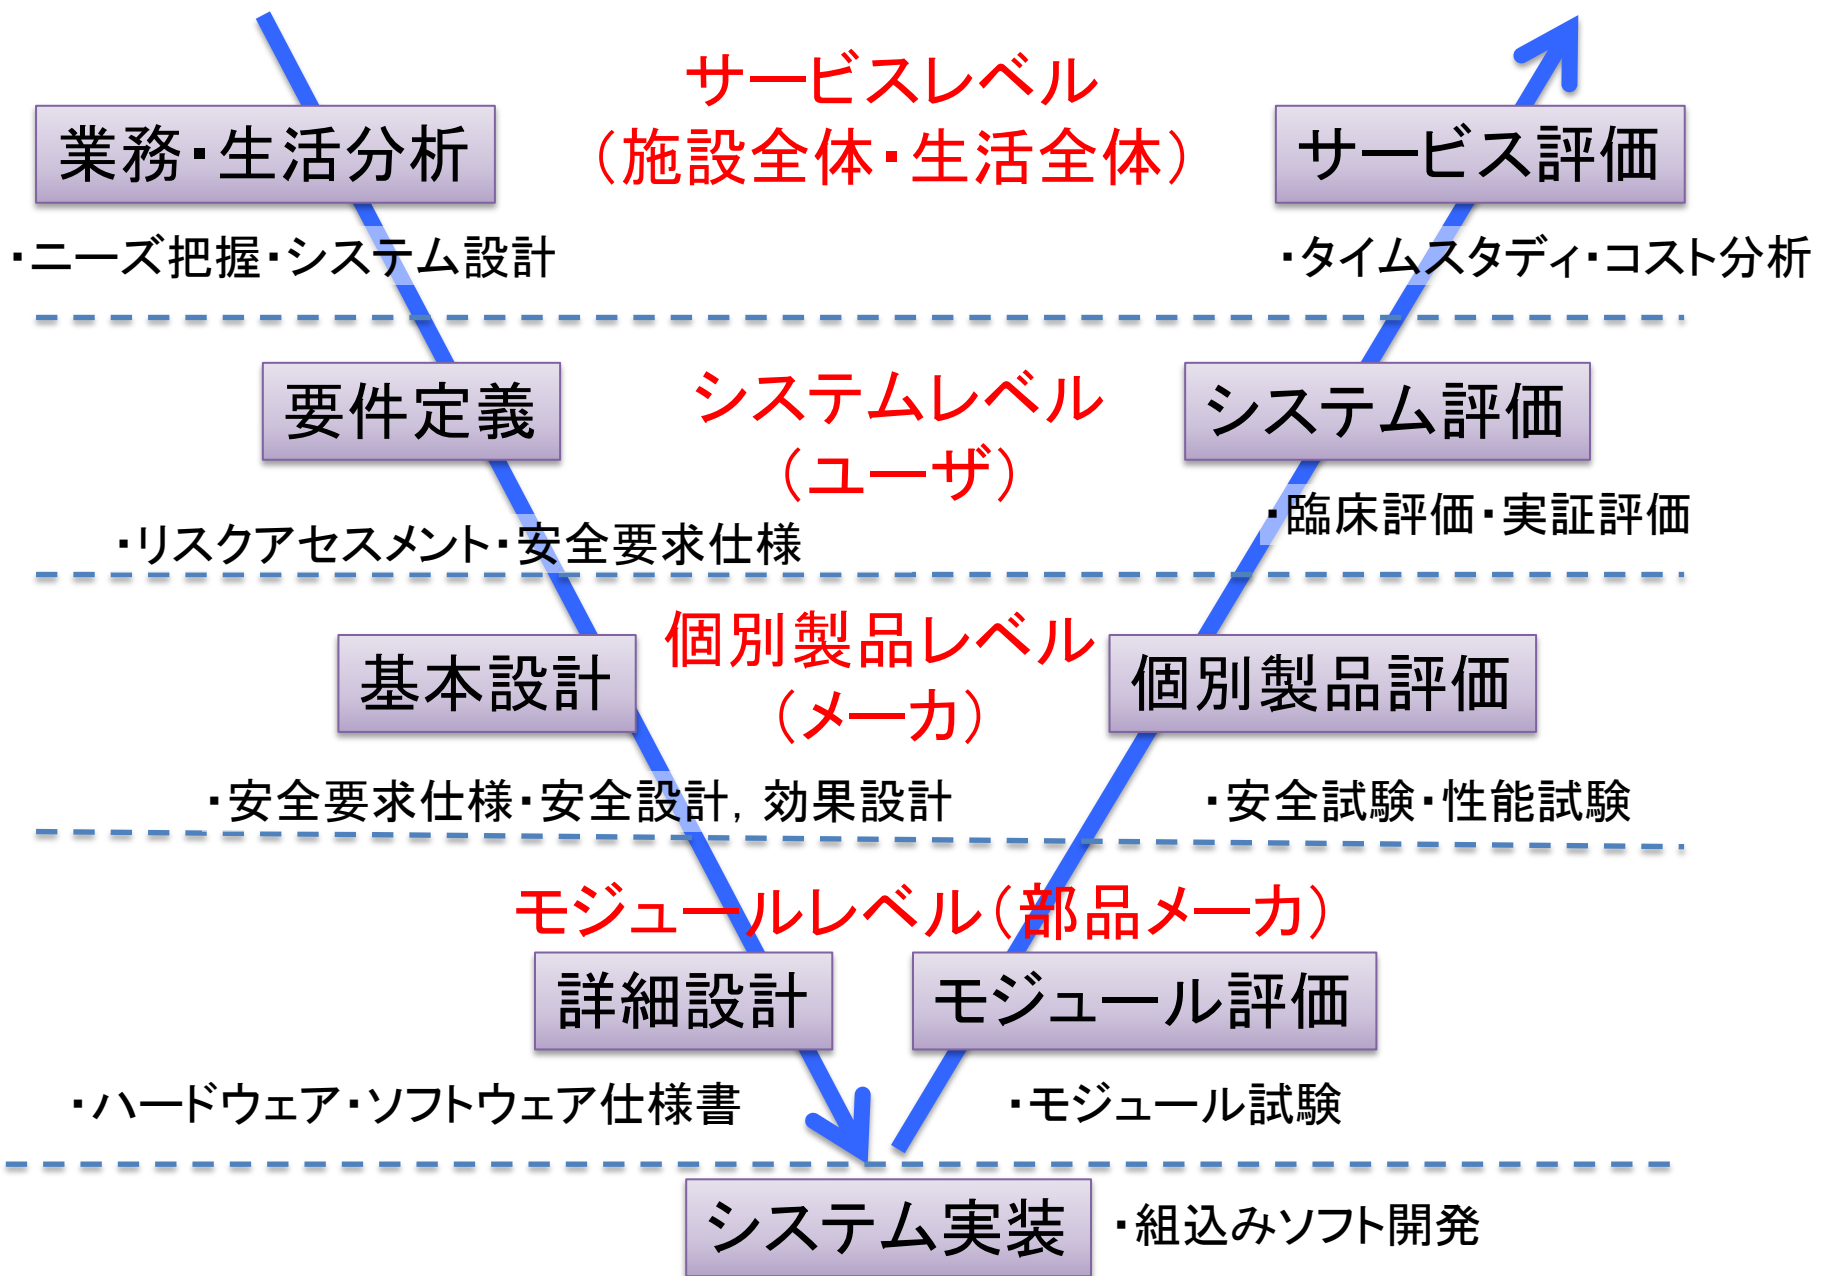 サービスレベル
（施設全体・生活全体）
業務・生活分析
サービス評価
・ニーズ把握・システム設計
・タイムスタディ・コスト分析
システムレベル
（ユーザ）
要件定義
システム評価
・リスクアセスメント・安全要求仕様
・臨床評価・実証評価
個別製品レベル
（メーカ）
基本設計
個別製品評価
・安全要求仕様・安全設計，効果設計
・安全試験・性能試験
モジュールレベル（部品メーカ）
詳細設計
モジュール評価
・ハードウェア・ソフトウェア仕様書
・モジュール試験
システム実装
・組込みソフト開発